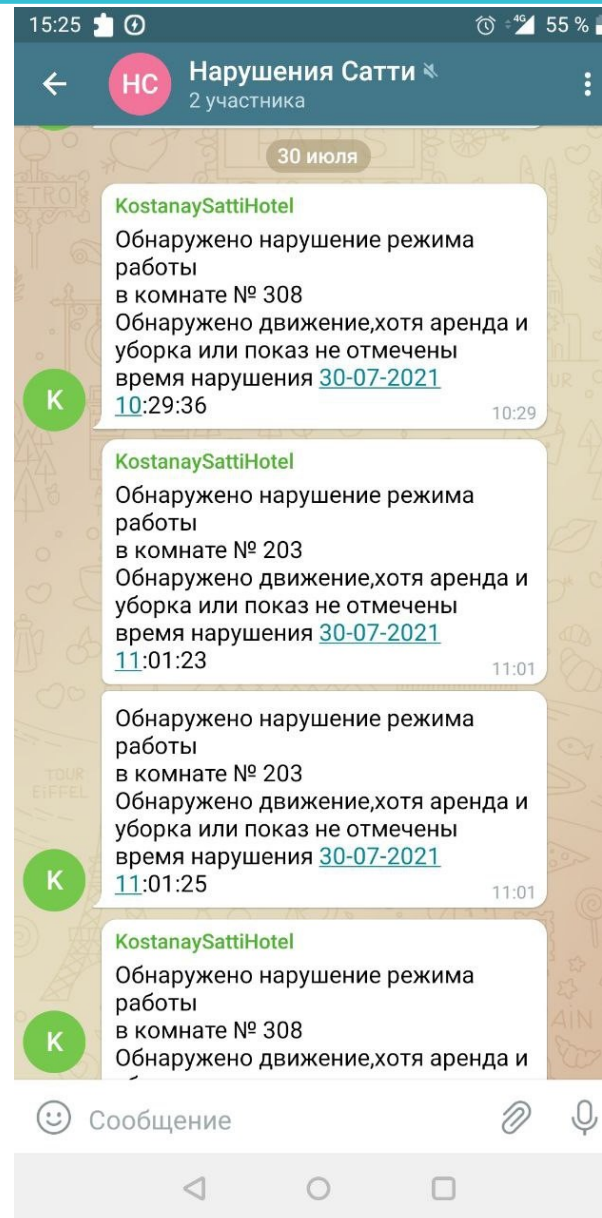 15:25 4G 55 %
НС Нарушения Сатти
2 участника
30 июля
KostanaySattiHotel
Обнаружено нарушение режима
работы
в комнате № 308
Обнаружено движение,хотя аренда и
уборка или показ не отмечены
время нарушения 30-07-2021
10:29:36 10:29
K
KostanaySattiHotel
Обнаружено нарушение режима
работы
в комнате № 203
Обнаружено движение,хотя аренда и
уборка или показ не отмечены
время нарушения 30-07-2021
11:01:23 11:01
Обнаружено нарушение режима
работы
в комнате № 203
Обнаружено движение,хотя аренда и
уборка или показ не отмечены
время нарушения 30-07-2021
11:01:25 11:01
K
KostanaySattiHotel
Обнаружено нарушение режима
работы
в комнате № 308
Обнаружено движение,хотя аренда и
K
Сообщение
TOUR
EIFFEL